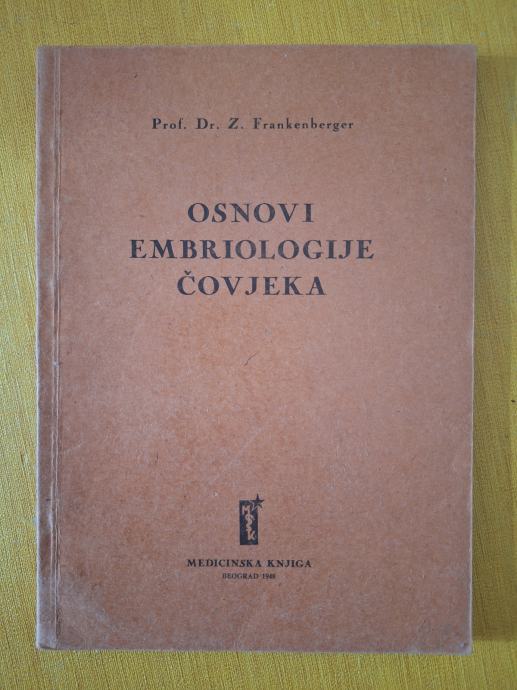 Prof. Dr. Z. Frankenberger
OSNOVI
EMBRIOLOGIJE
ČOVJEKA
M
K
MEDICINSKA KNJIGA
BEOGRAD 1948